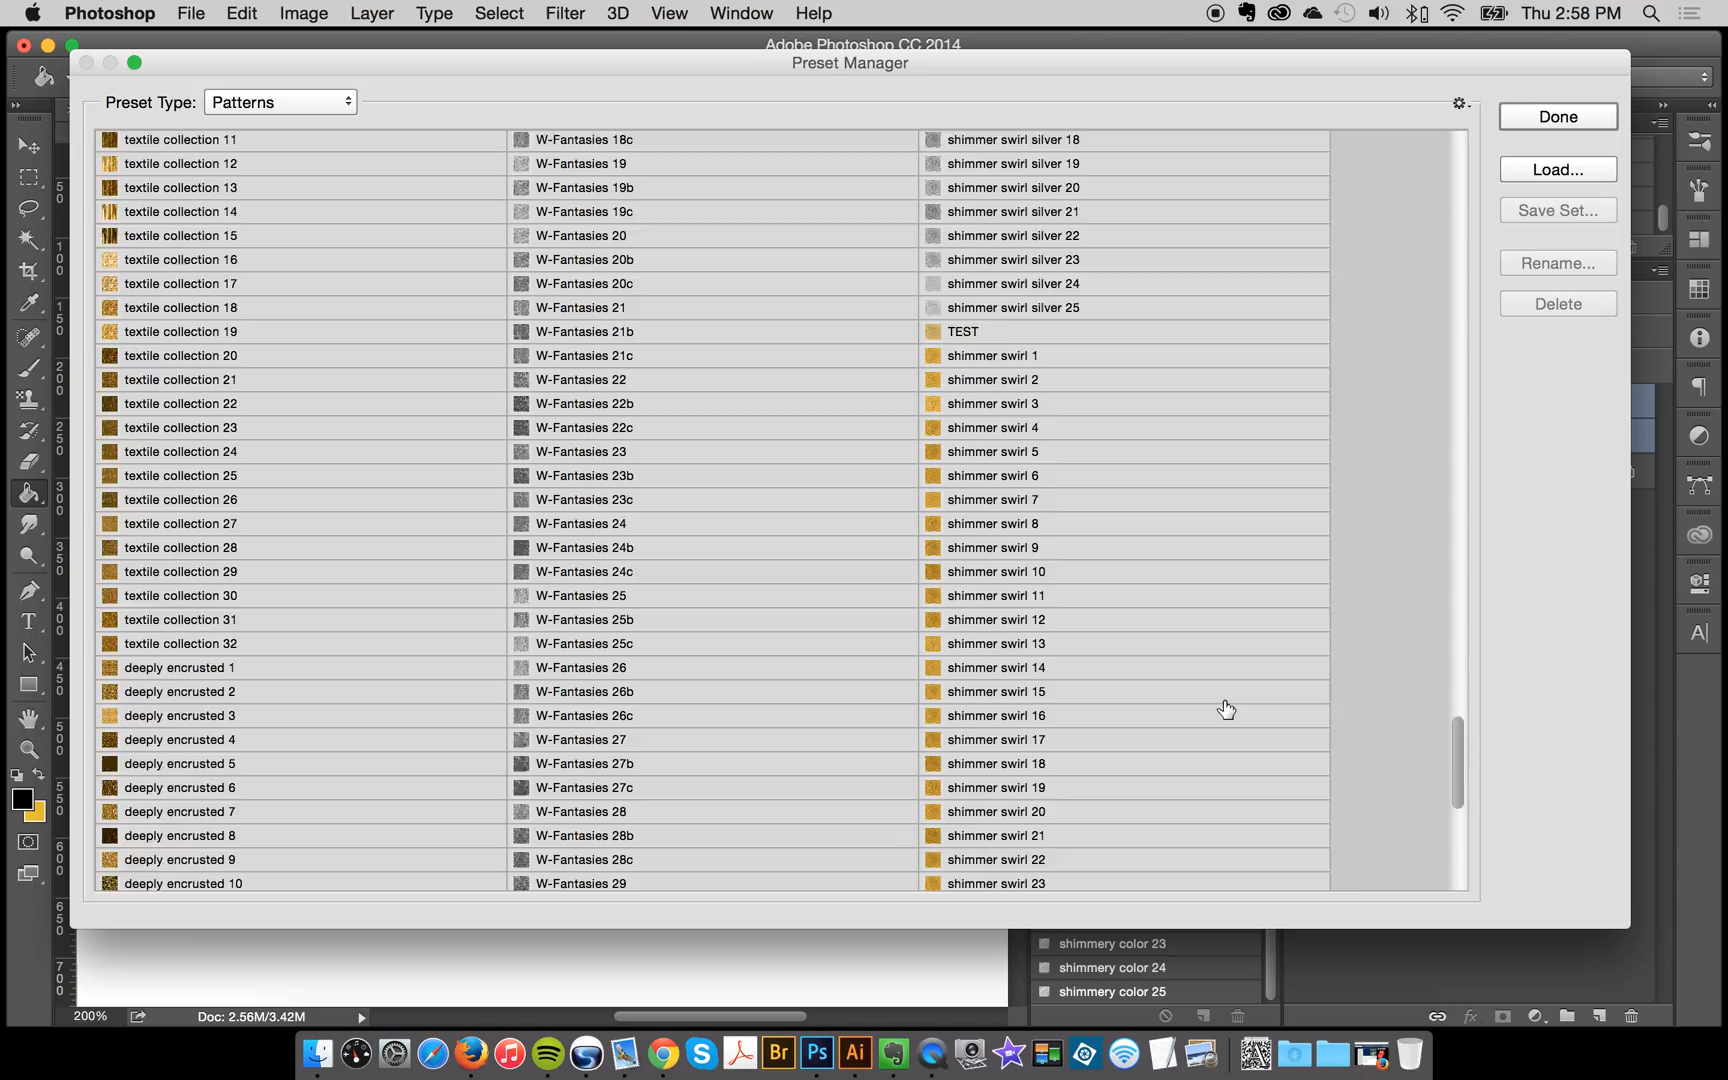 Photoshop File Edit Image Layer Type Select Filter 3D View Window Help Thu 2:58 PM
Adobe Photoshop CC 2014
Preset Manager
Preset Type: Patterns
Done
Load...
Save Set...
Rename...
Delete
textile collection 11 W-Fantasies 18c shimmer swirl silver 18
textile collection 12 W-Fantasies 19 shimmer swirl silver 19
textile collection 13 W-Fantasies 19b shimmer swirl silver 20
textile collection 14 W-Fantasies 19c shimmer swirl silver 21
textile collection 15 W-Fantasies 20 shimmer swirl silver 22
textile collection 16 W-Fantasies 20b shimmer swirl silver 23
textile collection 17 W-Fantasies 20c shimmer swirl silver 24
textile collection 18 W-Fantasies 21 shimmer swirl silver 25
textile collection 19 W-Fantasies 21b TEST
textile collection 20 W-Fantasies 21c shimmer swirl 1
textile collection 21 W-Fantasies 22 shimmer swirl 2
textile collection 22 W-Fantasies 22b shimmer swirl 3
textile collection 23 W-Fantasies 22c shimmer swirl 4
textile collection 24 W-Fantasies 23 shimmer swirl 5
textile collection 25 W-Fantasies 23b shimmer swirl 6
textile collection 26 W-Fantasies 23c shimmer swirl 7
textile collection 27 W-Fantasies 24 shimmer swirl 8
textile collection 28 W-Fantasies 24b shimmer swirl 9
textile collection 29 W-Fantasies 24c shimmer swirl 10
textile collection 30 W-Fantasies 25 shimmer swirl 11
textile collection 31 W-Fantasies 25b shimmer swirl 12
textile collection 32 W-Fantasies 25c shimmer swirl 13
deeply encrusted 1 W-Fantasies 26 shimmer swirl 14
deeply encrusted 2 W-Fantasies 26b shimmer swirl 15
deeply encrusted 3 W-Fantasies 26c shimmer swirl 16
deeply encrusted 4 W-Fantasies 27 shimmer swirl 17
deeply encrusted 5 W-Fantasies 27b shimmer swirl 18
deeply encrusted 6 W-Fantasies 27c shimmer swirl 19
deeply encrusted 7 W-Fantasies 28 shimmer swirl 20
deeply encrusted 8 W-Fantasies 28b shimmer swirl 21
deeply encrusted 9 W-Fantasies 28c shimmer swirl 22
deeply encrusted 10 W-Fantasies 29 shimmer swirl 23
shimmery color 23
shimmery color 24
shimmery color 25
200% Doc: 2.56M/3.42M
fx
Br Ps Ai